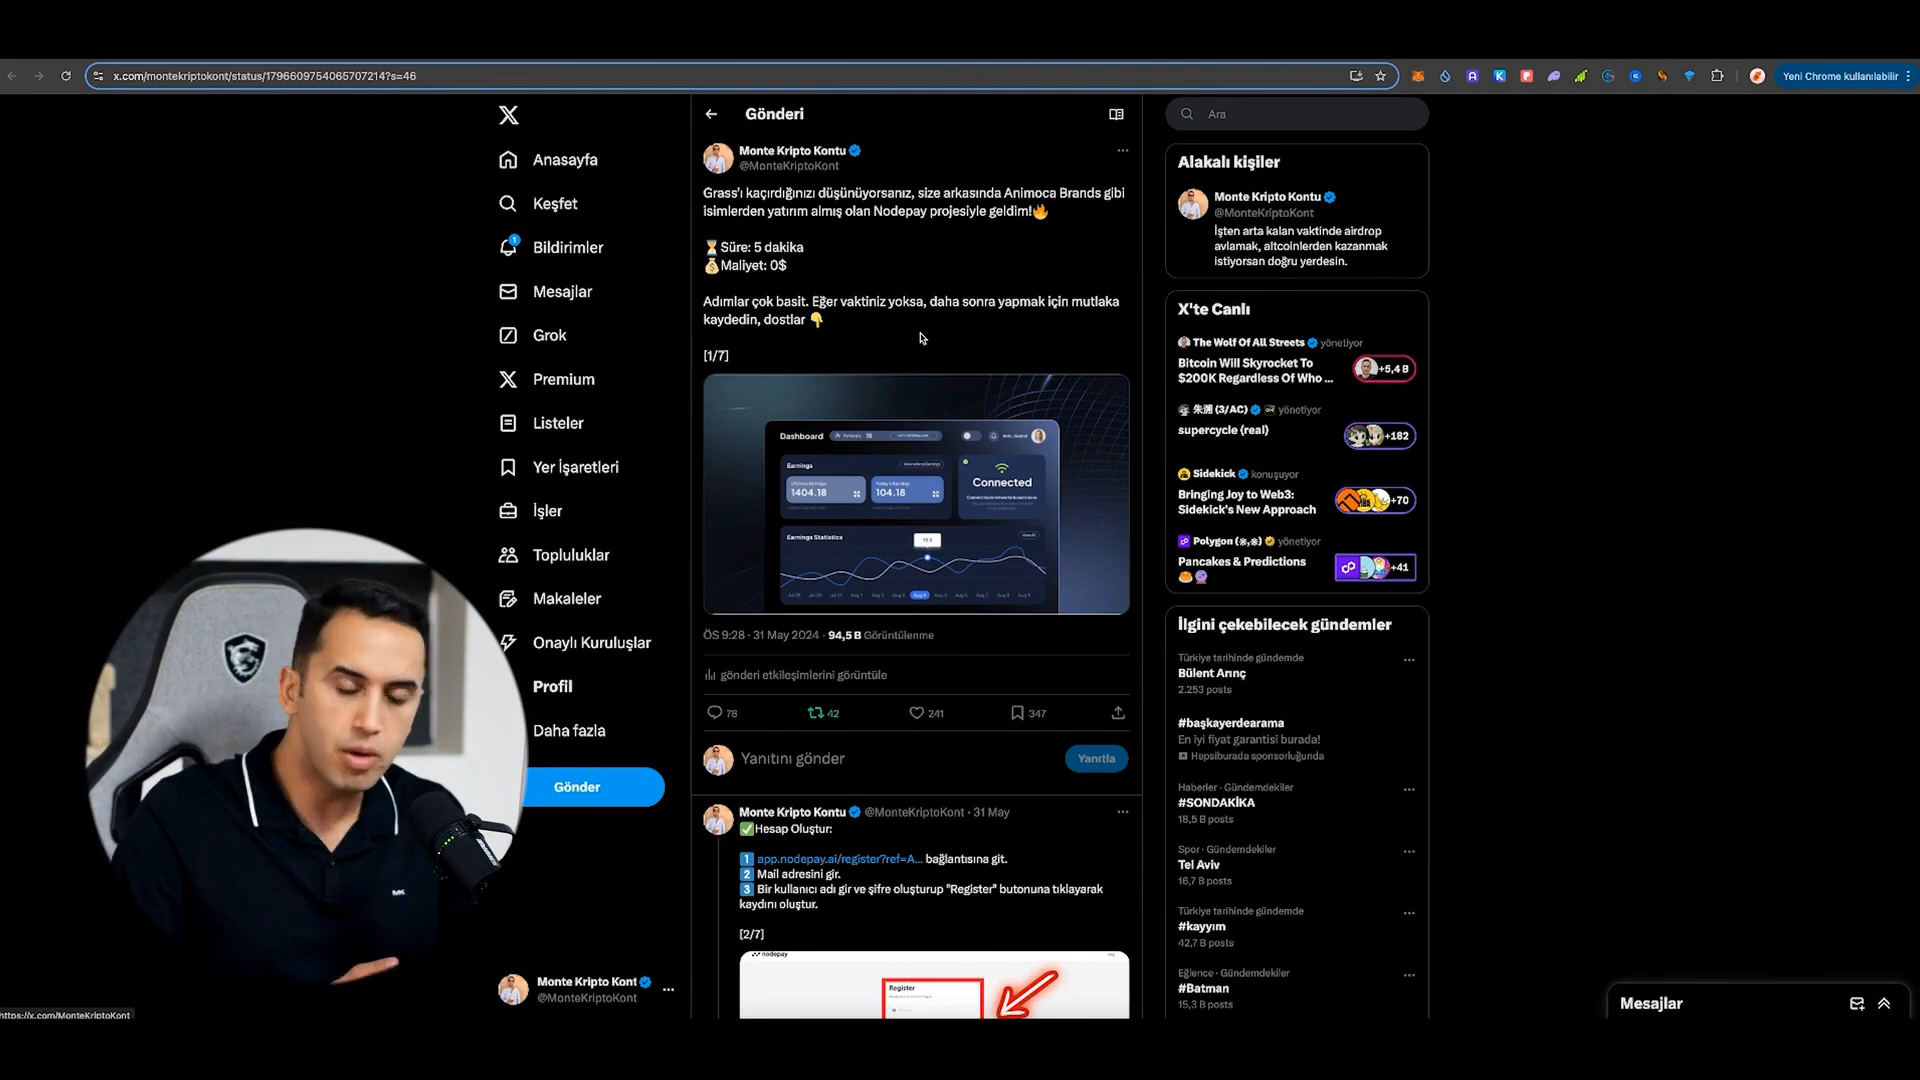 x.com/montekriptokont/status/1796609754065707214?s=46
Yeni Chrome kullanılabilir
Anasayfa
Keşfet
1
Bildirimler
Mesajlar
Grok
Premium
Listeler
Yer İşaretleri
İşler
Topluluklar
Makaleler
Onaylı Kuruluşlar
Profil
Daha fazla
Gönder
Monte Kripto Kont
@MonteKriptoKont
https://x.com/MonteKriptoKont
Gönderi
Monte Kripto Kontu
@MonteKriptoKont
Grass'ı kaçırdığınızı düşünüyorsanız, size arkasında Animoca Brands gibi
isimlerden yatırım almış olan Nodepay projesiyle geldim!🔥
⏳Süre: 5 dakika
💰Maliyet: 0$
Adımlar çok basit. Eğer vaktiniz yoksa, daha sonra yapmak için mutlaka
kaydedin, dostlar 👇
[1/7]
Dashboard
Earnings
1404.18
104.18
Connected
Earnings Statistics
ÖS 9:28 · 31 May 2024 · 94,5 B Görüntülenme
gönderi etkileşimlerini görüntüle
78
42
241
347
Yanıtını gönder
Yanıtla
Monte Kripto Kontu @MonteKriptoKont · 31 May
✅Hesap Oluştur:
1 app.nodepay.ai/register?ref=A... bağlantısına git.
2 Mail adresini gir.
3 Bir kullanıcı adı gir ve şifre oluşturup "Register" butonuna tıklayarak
kaydını oluştur.
[2/7]
nodepay
Register
Ara
Alakalı kişiler
Monte Kripto Kontu
@MonteKriptoKont
İşten arta kalan vaktinde airdrop
avlamak, altcoinlerden kazanmak
istiyorsan doğru yerdesin.
X'te Canlı
The Wolf Of All Streets yönetiyor
Bitcoin Will Skyrocket To
$200K Regardless Of Who ...
+5,4 B
(3/AC) yönetiyor
supercycle (real)
+182
Sidekick konuşuyor
Bringing Joy to Web3:
Sidekick's New Approach
+70
Polygon (※,※) yönetiyor
Pancakes & Predictions
🥞🔮
+41
İlgini çekebilecek gündemler
Türkiye tarihinde gündemde
Bülent Arınç
2.253 posts
#başkayerdearama
En iyi fiyat garantisi burada!
Hepsiburada sponsorluğunda
Haberler · Gündemdekiler
#SONDAKİKA
18,5 B posts
Spor · Gündemdekiler
Tel Aviv
16,7 B posts
Türkiye tarihinde gündemde
#kayyım
42,7 B posts
Eğlence · Gündemdekiler
#Batman
15,3 B posts
Mesajlar
MK